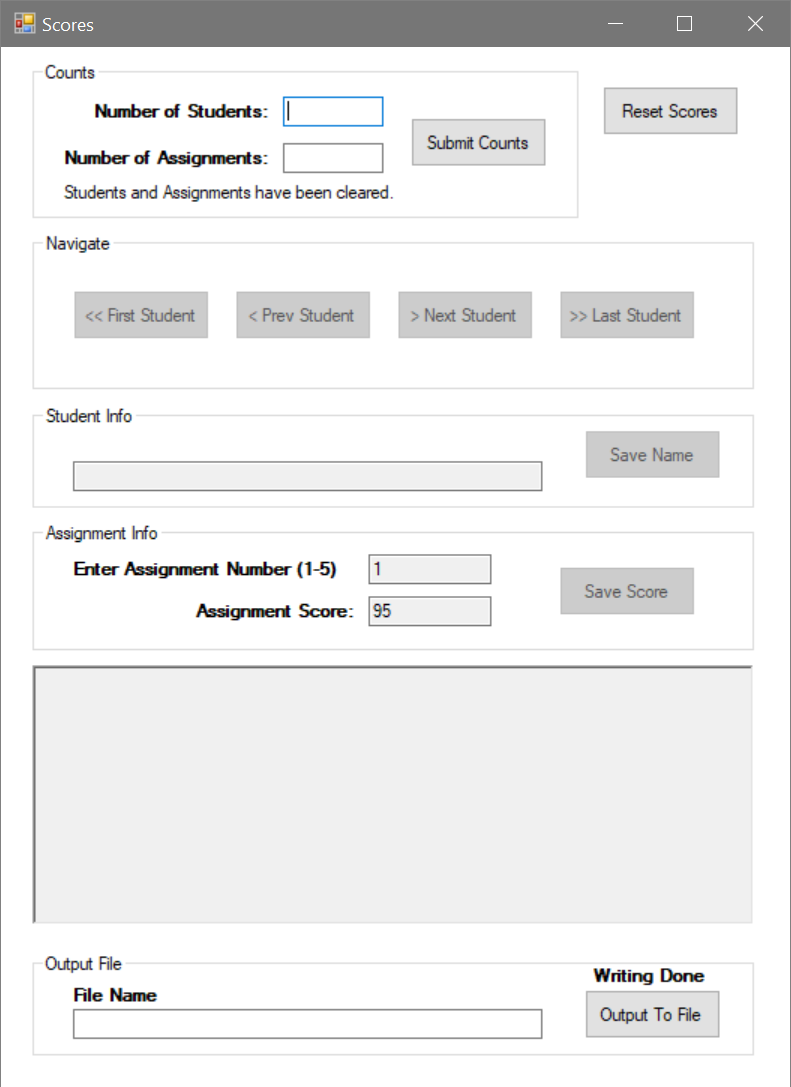 Scores
Counts
Number of Students:
Submit Counts
Reset Scores
Number of Assignments:
Students and Assignments have been cleared.
Navigate
<< First Student
< Prev Student
> Next Student
>> Last Student
Student Info
Save Name
Assignment Info
Enter Assignment Number (1-5)
1
Assignment Score:
95
Save Score
Output File
Writing Done
File Name
Output To File